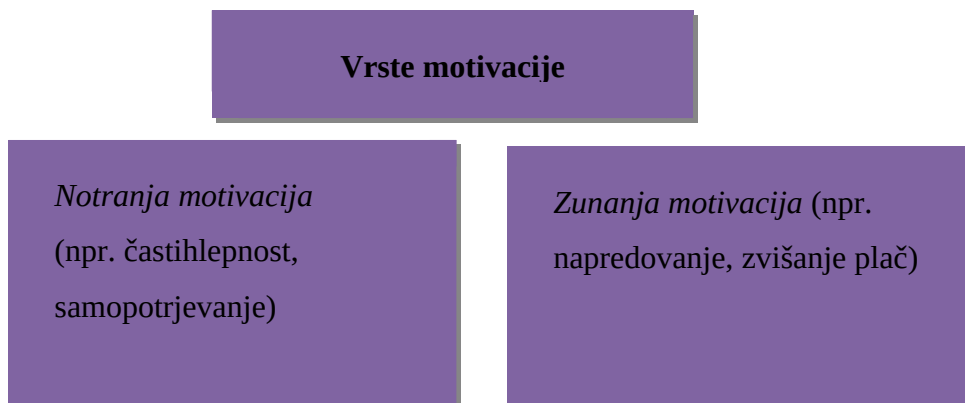 Vrste motivacije
Notranja motivacija
(npr. častihlepnost,
samopotrjevanje)
Zunanja motivacija (npr.
napredovanje, zvišanje plač)